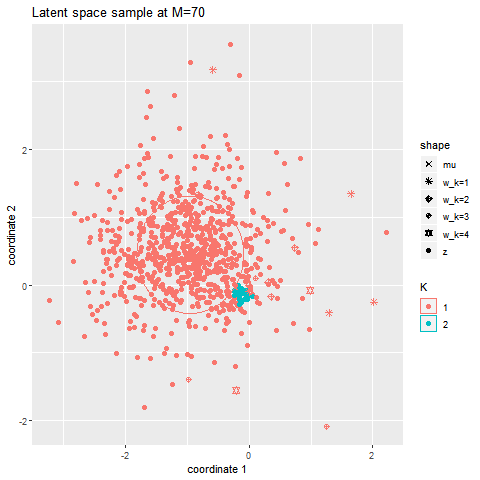 Latent space sample at M=70
coordinate 2
2
0
-2
-2
0
2
coordinate 1
shape
mu
w_k=1
w_k=2
w_k=3
w_k=4
z
K
1
2